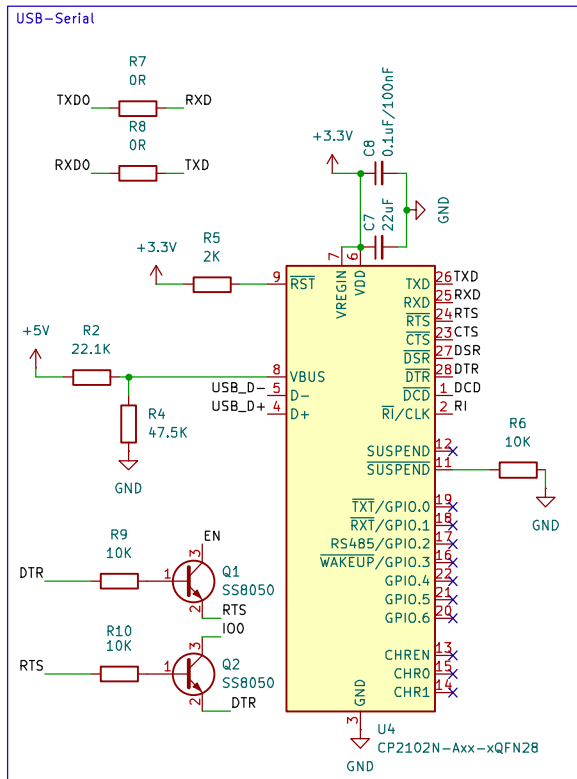 USB-Serial
R7
0R
TXD0
RXD
R8
0R
RXD0
TXD
+3.3V
C8
0.1uF/100nF
C7
22uF
GND
+3.3V
R5
2K
9
RST
7
VREGIN
6
VDD
+5V
R2
22.1K
8
VBUS
USB_D-
5
D-
USB_D+
4
D+
R4
47.5K
GND
TXD
26
TXD
RXD
25
RXD
RTS
24
RTS
CTS
23
CTS
DSR
27
DSR
DTR
28
DTR
DCD
1
DCD
RI/CLK
2
RI
SUSPEND
12
SUSPEND
11
R6
10K
GND
TXT/GPIO.0
19
RXT/GPIO.1
18
RS485/GPIO.2
17
WAKEUP/GPIO.3
16
GPIO.4
22
GPIO.5
21
GPIO.6
20
CHREN
13
CHR0
15
CHR1
14
GND
3
GND
U4
CP2102N-Axx-xQFN28
DTR
R9
10K
1
3
EN
Q1
SS8050
2
RTS
RTS
R10
10K
1
3
IO0
Q2
SS8050
2
DTR